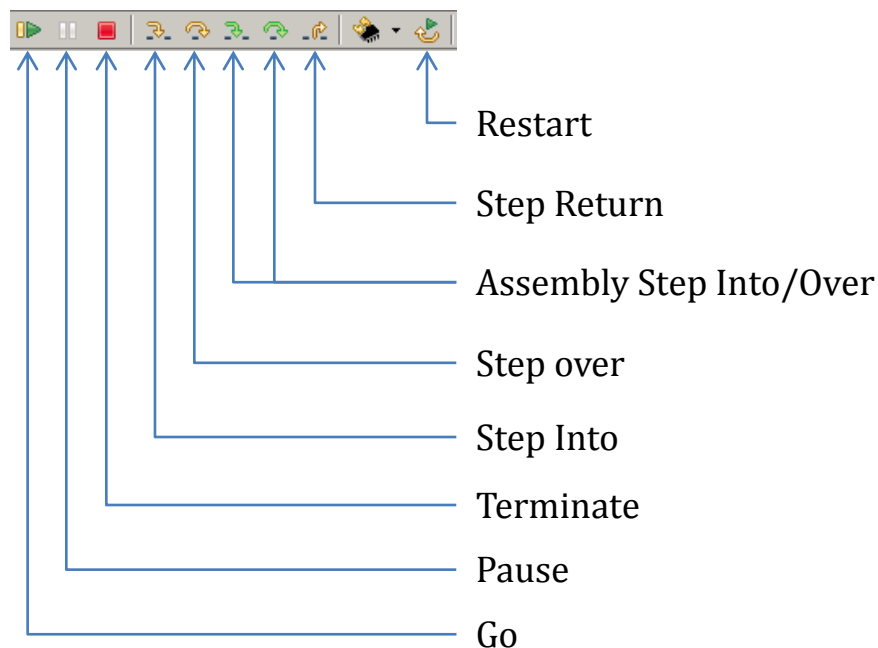 Restart
Step Return
Assembly Step Into/Over
Step over
Step Into
Terminate
Pause
Go